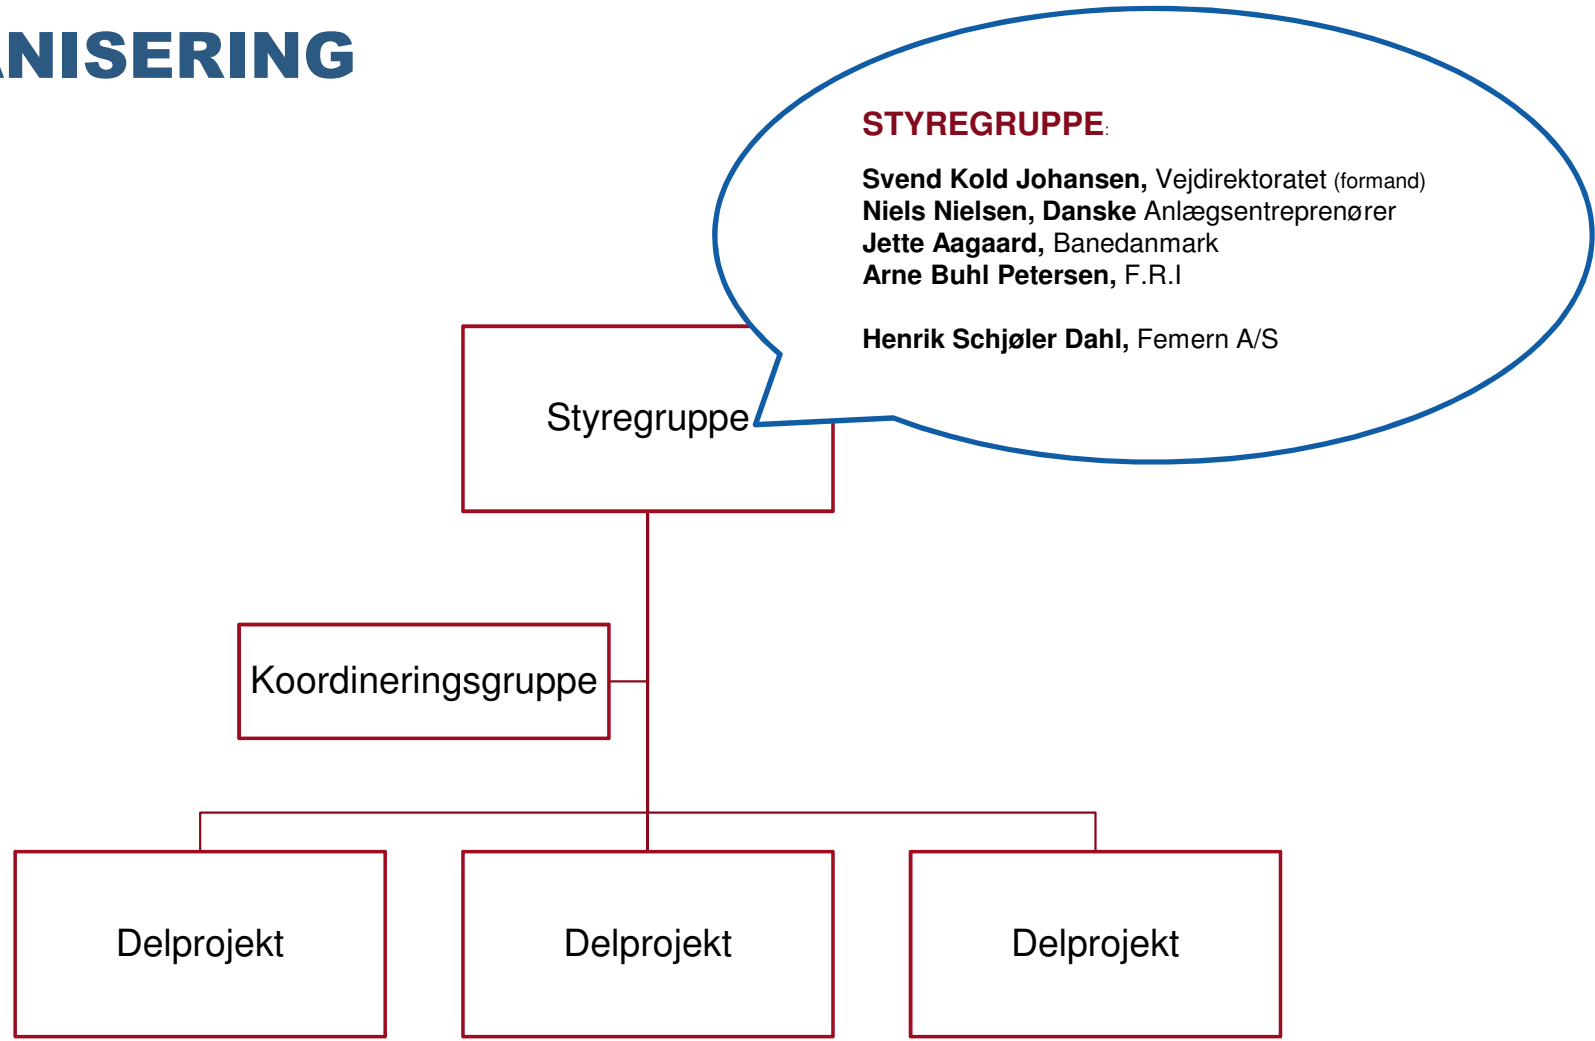 ANISERING
STYREGRUPPE:
Svend Kold Johansen, Vejdirektoratet (formand)
Niels Nielsen, Danske Anlægsentreprenører
Jette Aagaard, Banedanmark
Arne Buhl Petersen, F.R.I
Henrik Schjøler Dahl, Femern A/S
Styregruppe
Koordineringsgruppe
Delprojekt
Delprojekt
Delprojekt